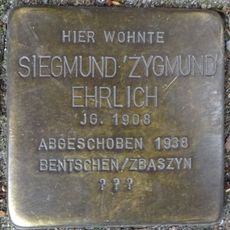 HIER WOHNTE
SIEGMUND 'ZYGMUND'
EHRLICH
JG. 1908
ABGESCHOBEN 1938
BENTSCHEN/ZBASZYN
???